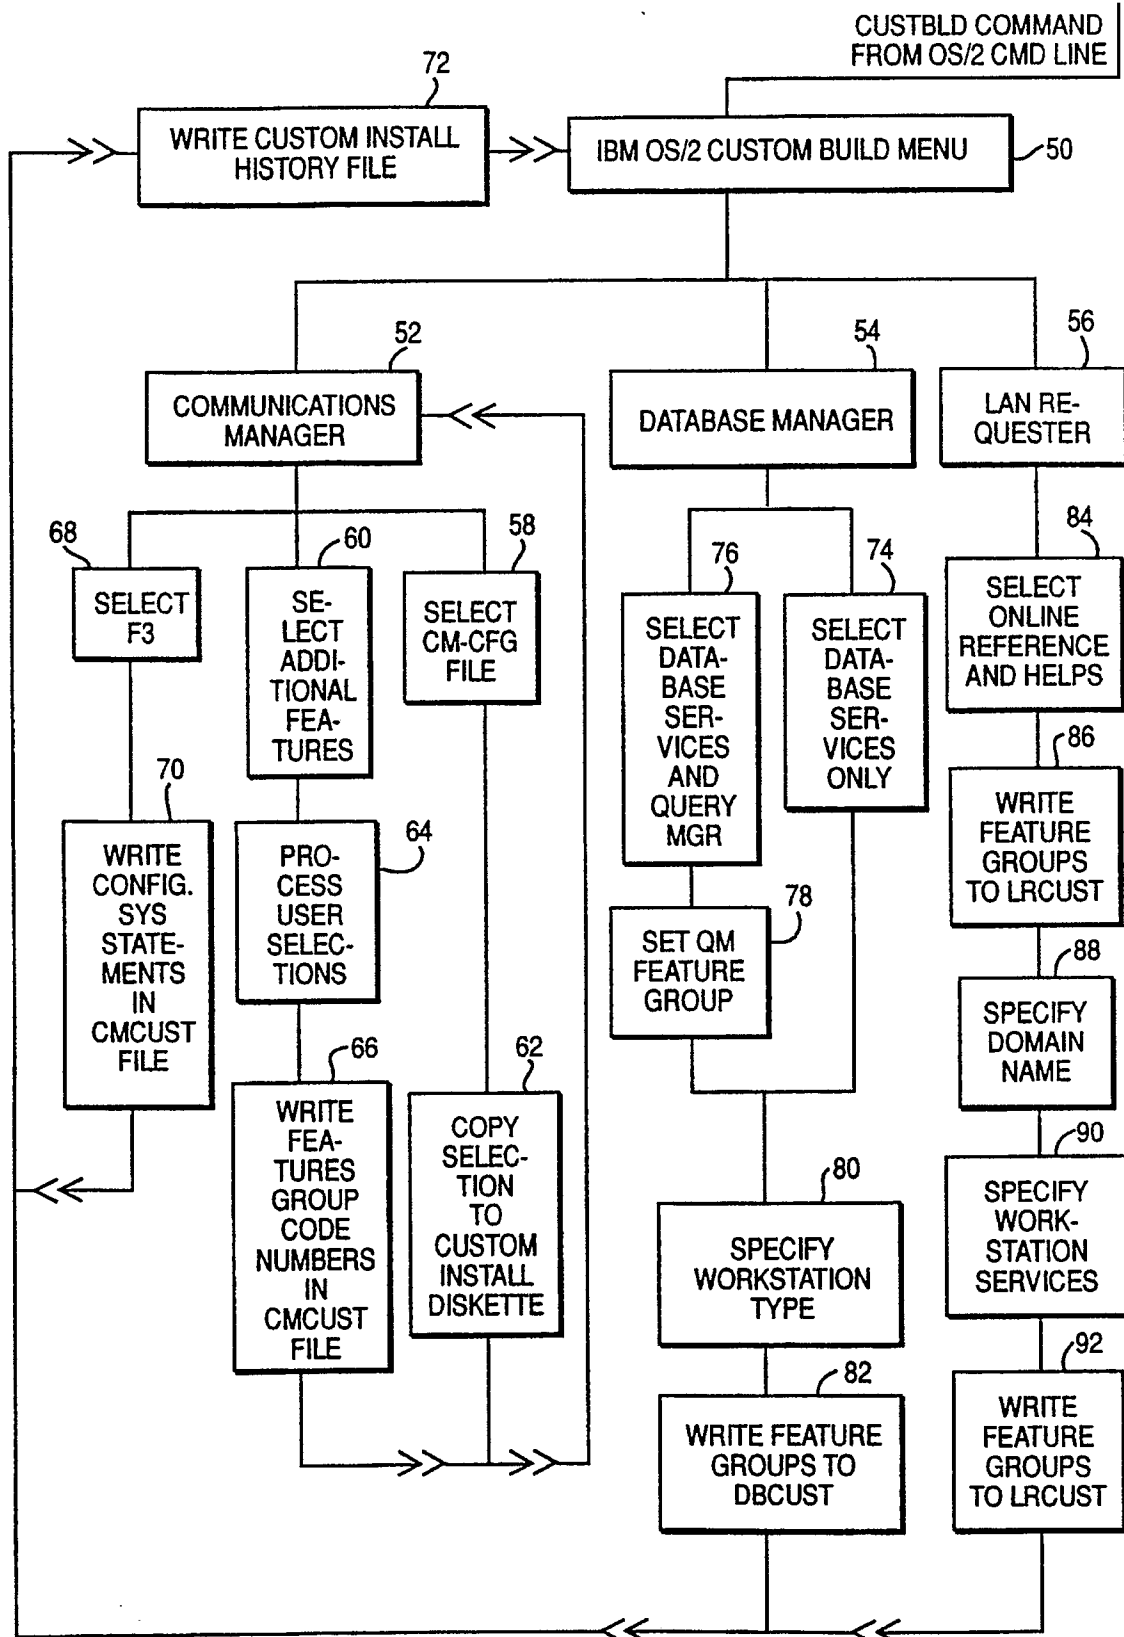 CUSTBLD COMMAND
FROM OS/2 CMD LINE
72
WRITE CUSTOM INSTALL
HISTORY FILE
IBM OS/2 CUSTOM BUILD MENU
50
52
COMMUNICATIONS
MANAGER
54
DATABASE MANAGER
56
LAN RE-
QUESTER
68
SELECT
F3
60
SE-
LECT
ADDI-
TIONAL
FEA-
TURES
58
SELECT
CM-CFG
FILE
76
SELECT
DATA-
BASE
SER-
VICES
AND
QUERY
MGR
74
SELECT
DATA-
BASE
SER-
VICES
ONLY
84
SELECT
ONLINE
REFERENCE
AND HELPS
70
WRITE
CONFIG.
SYS
STATE-
MENTS
IN
CMCUST
FILE
64
PRO-
CESS
USER
SELEC-
TIONS
78
SET QM
FEATURE
GROUP
86
WRITE
FEATURE
GROUPS
TO LRCUST
88
SPECIFY
DOMAIN
NAME
66
WRITE
FEA-
TURES
GROUP
CODE
NUMBERS
IN
CMCUST
FILE
62
COPY
SELEC-
TION
TO
CUSTOM
INSTALL
DISKETTE
80
SPECIFY
WORKSTATION
TYPE
90
SPECIFY
WORK-
STATION
SERVICES
82
WRITE FEATURE
GROUPS TO
DBCUST
92
WRITE
FEATURE
GROUPS
TO LRCUST